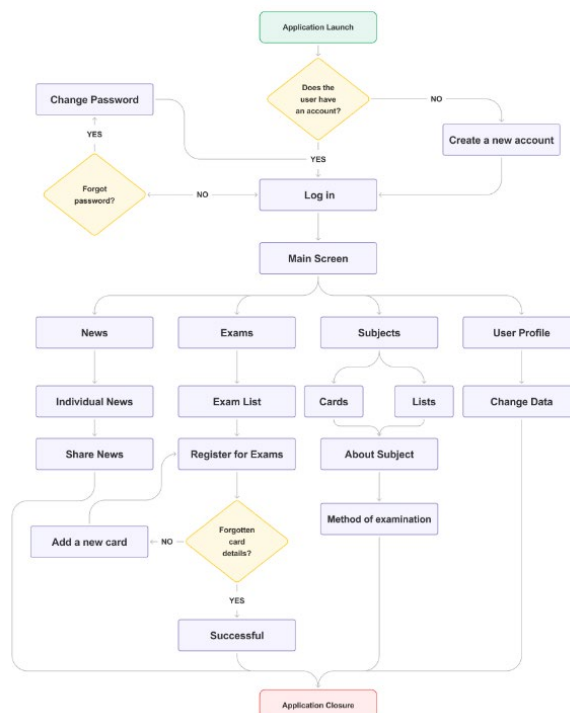 Application Launch
Does the
user have
an account?
Change Password
NO
YES
Create a new account
YES
Forgot
password?
NO
Log in
Main Screen
News
Exams
Subjects
User Profile
Individual News
Exam List
Cards
Lists
Change Data
Share News
Register for Exams
About Subject
Method of examination
Add a new card
NO
Forgotten
card
details?
YES
Successful
Application Closure